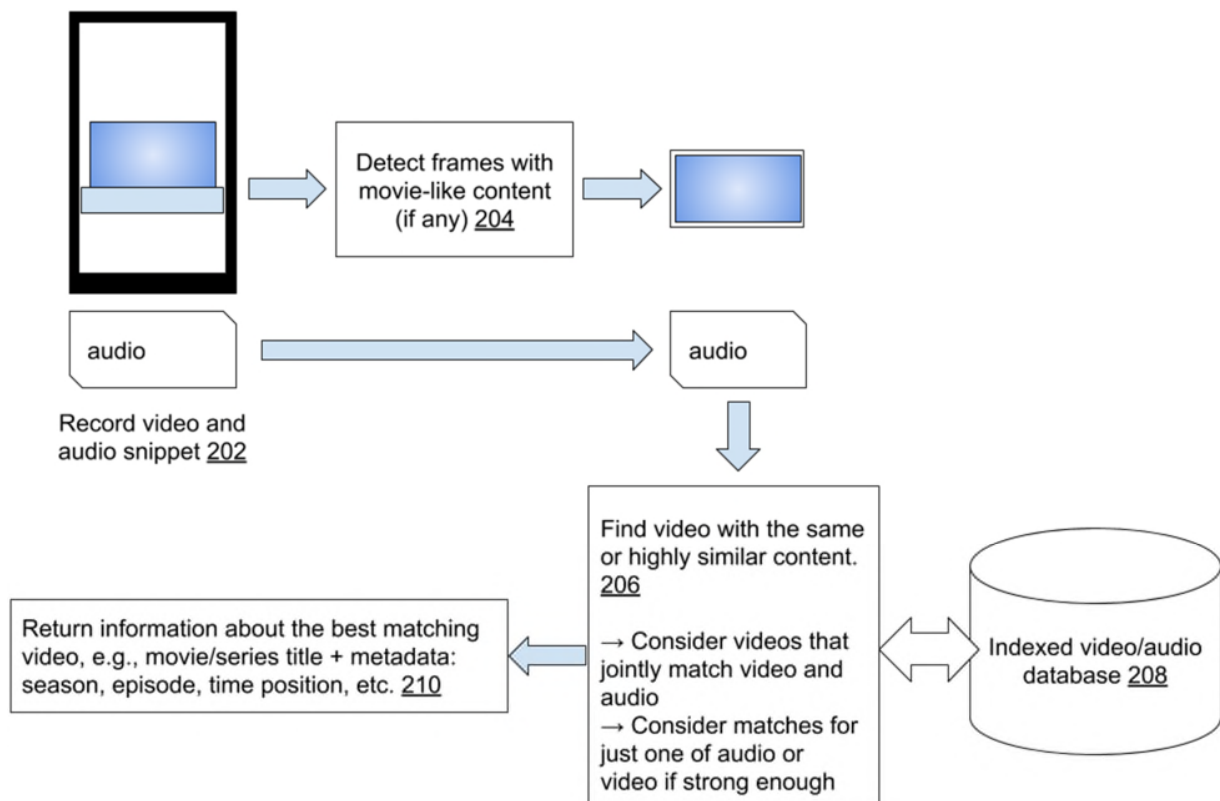 Detect frames with
movie-like content
(if any) 204
audio
audio
Record video and
audio snippet 202
Find video with the same
or highly similar content.
206
→ Consider videos that
jointly match video and
audio
→ Consider matches for
just one of audio or
video if strong enough
Indexed video/audio
database 208
Return information about the best matching
video, e.g., movie/series title + metadata:
season, episode, time position, etc. 210